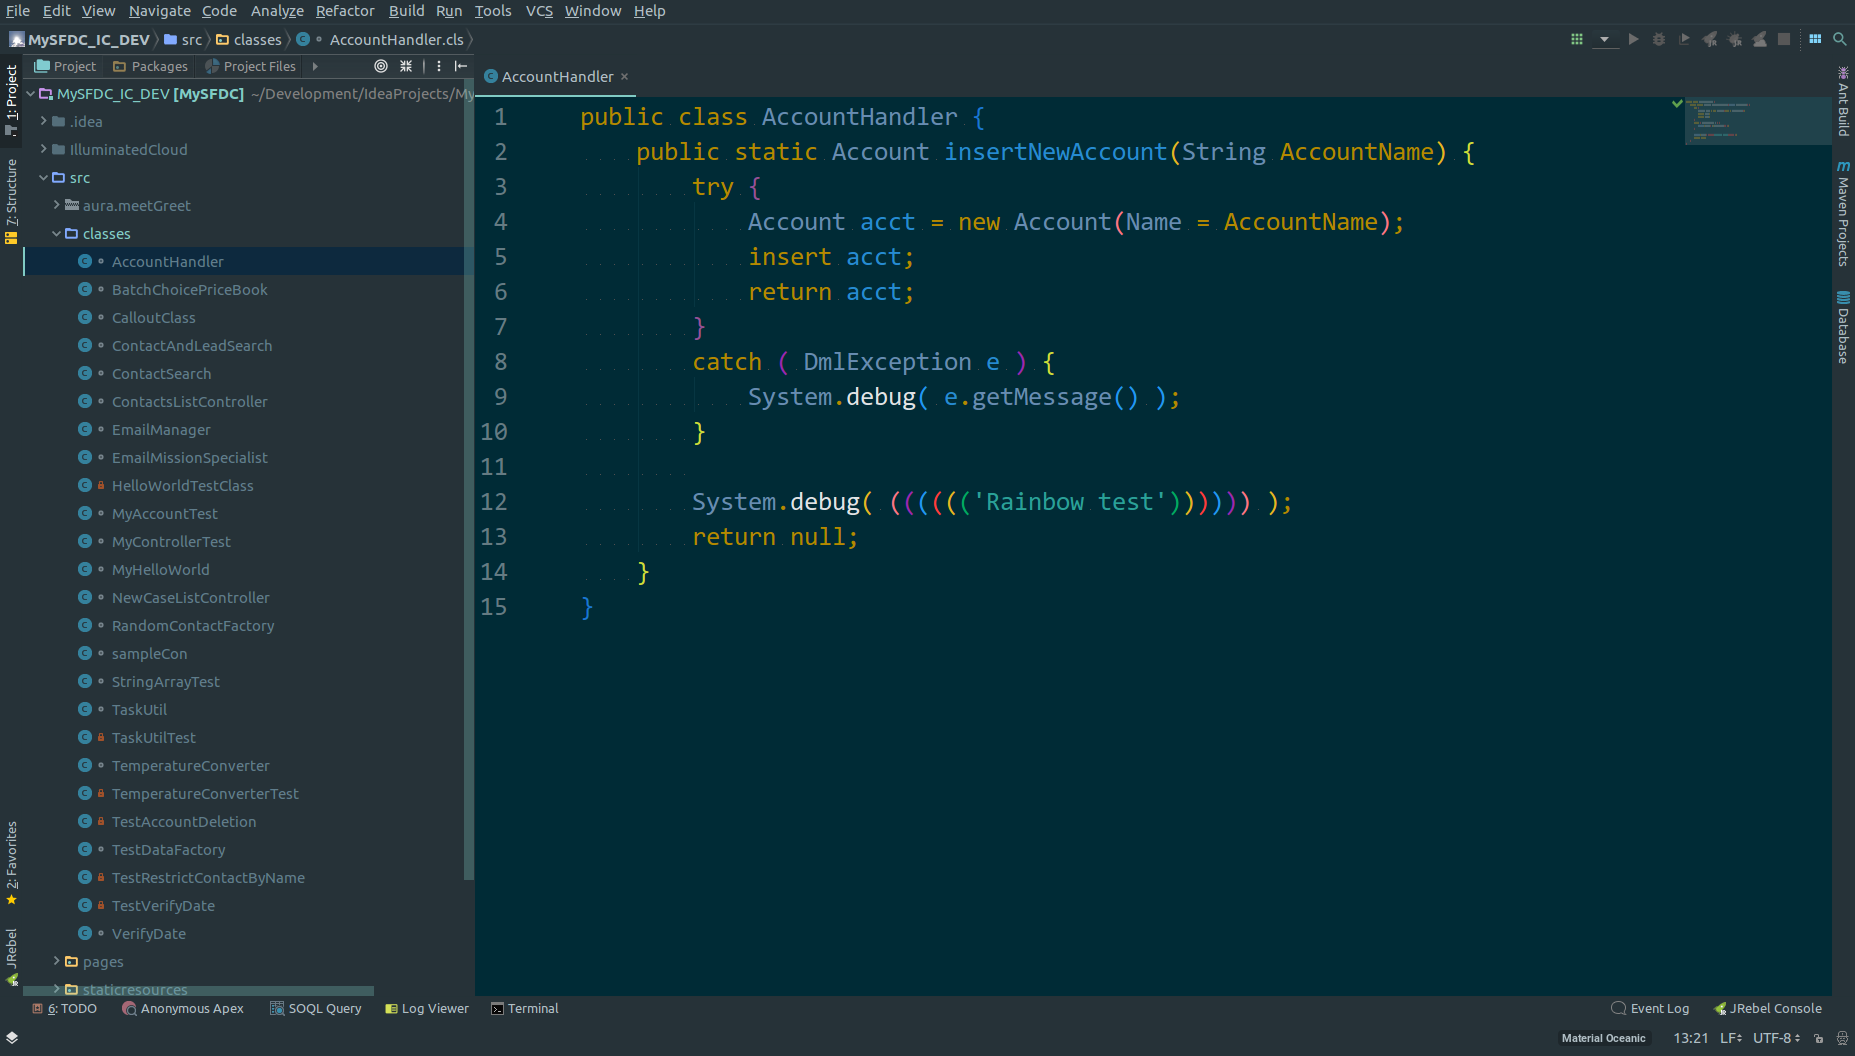 File Edit View Navigate Code Analyze Refactor Build Run Tools VCS Window Help
MySFDC_IC_DEV src classes AccountHandler.cls
Project Packages Project Files
1: Project
7: Structure
2: Favorites
JRebel
MySFDC_IC_DEV [MySFDC] ~/Development/IdeaProjects/My
.idea
IlluminatedCloud
src
aura.meetGreet
classes
AccountHandler
BatchChoicePriceBook
CalloutClass
ContactAndLeadSearch
ContactSearch
ContactsListController
EmailManager
EmailMissionSpecialist
HelloWorldTestClass
MyAccountTest
MyControllerTest
MyHelloWorld
NewCaseListController
RandomContactFactory
sampleCon
StringArrayTest
TaskUtil
TaskUtilTest
TemperatureConverter
TemperatureConverterTest
TestAccountDeletion
TestDataFactory
TestRestrictContactByName
TestVerifyDate
VerifyDate
pages
staticresources
AccountHandler
1 public class AccountHandler {
2 public static Account insertNewAccount(String AccountName) {
3 try {
4 Account acct = new Account(Name = AccountName);
5 insert acct;
6 return acct;
7 }
8 catch ( DmlException e ) {
9 System.debug( e.getMessage() );
10 }
11
12 System.debug( (((((('Rainbow test')))))) );
13 return null;
14 }
15 }
Ant Build
Maven Projects
Database
6: TODO Anonymous Apex SOQL Query Log Viewer Terminal Event Log JRebel Console
Material Oceanic 13:21 LF UTF-8